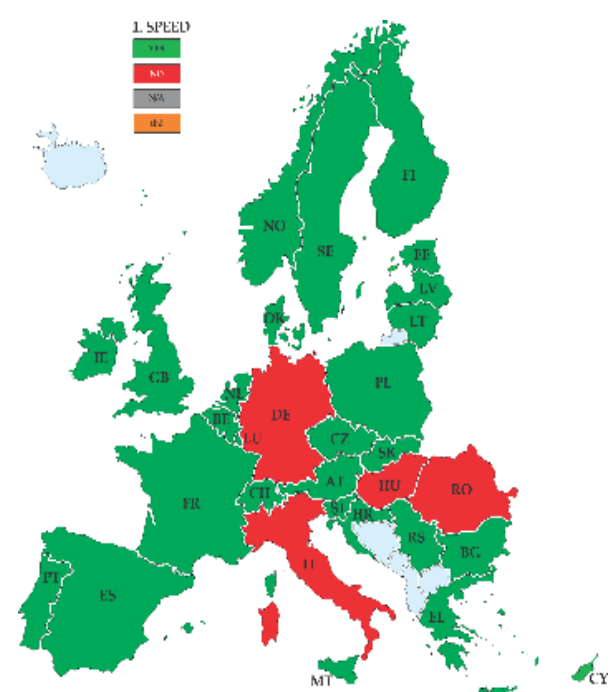 1. SPEED
YES
NO
N/A
FI
NO
SE
EE
LV
LT
DK
IE
GB
NL
PL
BE
DE
LU
CZ
SK
AT
HU
RO
CH
FR
SI
HR
RS
BG
IT
PT
ES
EL
MT
CY